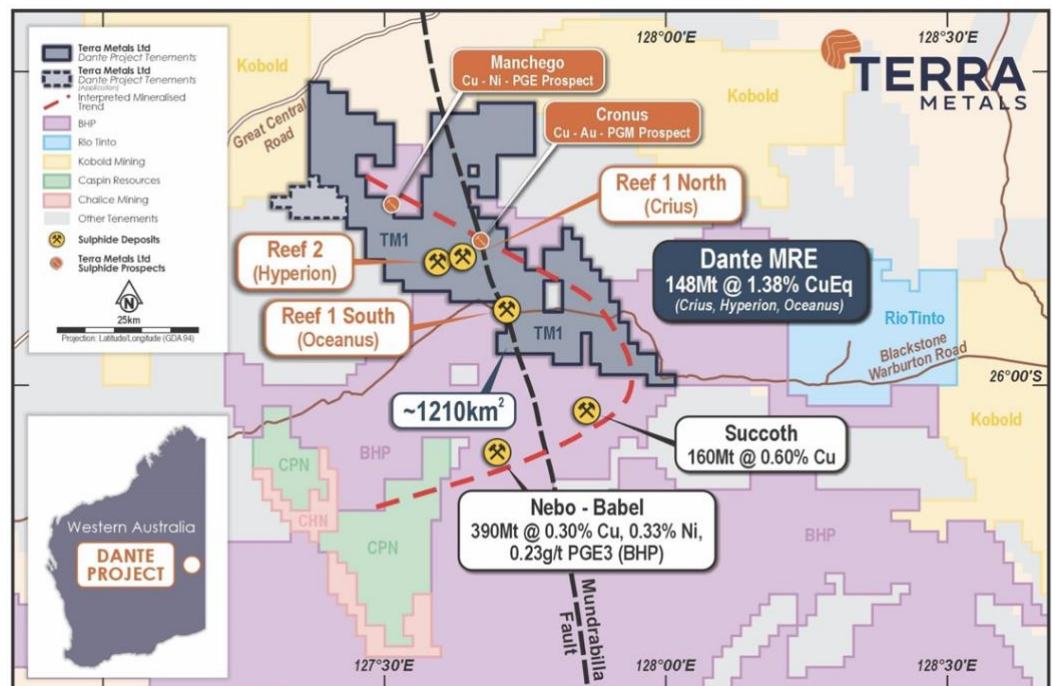 Terra Metals Ltd
Dante Project Tenements
Terra Metals Ltd
Dante Project Tenements
(Application)
Interpreted Mineralised
Trend
BHP
Rio Tinto
Kobold Mining
Caspin Resources
Chalice Mining
Other Tenements
Sulphide Deposits
Terra Metals Ltd
Sulphide Prospects
N
25km
Projection: Latitude/Longitude (GDA 94)
128°00'E
128°30'E
TERRA
METALS
Kobold
Kobold
Great Central
Road
Manchego
Cu - Ni - PGE Prospect
Cronus
Cu - Au - PGM Prospect
Reef 1 North
(Crius)
TM1
Reef 2
(Hyperion)
Dante MRE
148Mt @ 1.38% CuEq
(Crius, Hyperion, Oceanus)
Reef 1 South
(Oceanus)
TM1
RioTinto
Blackstone
Warburton Road
26°00'S
~1210km²
Kobold
Succoth
160Mt @ 0.60% Cu
CPN
BHP
CHN
CPN
Nebo - Babel
390Mt @ 0.30% Cu, 0.33% Ni,
0.23g/t PGE3 (BHP)
BHP
Western Australia
DANTE
PROJECT
Mundrabilla
Fault
127°30'E
128°00'E
128°30'E